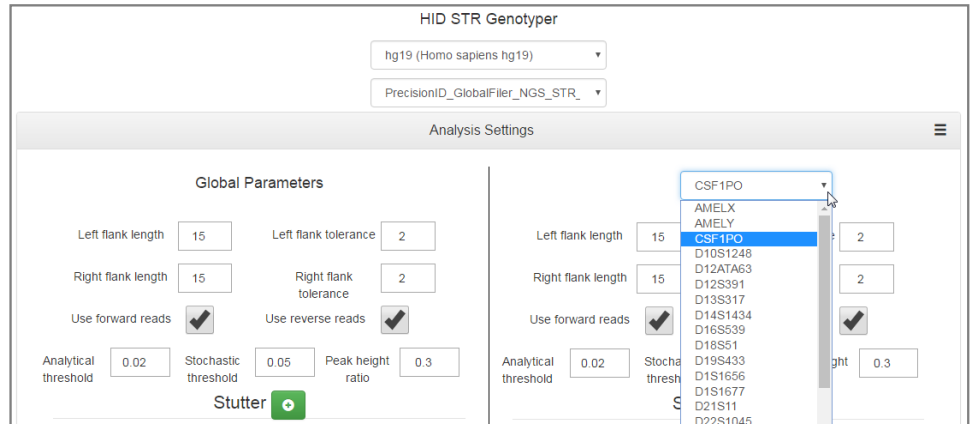 HID STR Genotyper
hg19 (Homo sapiens hg19)
PrecisionID_GlobalFiler_NGS_STR_
Analysis Settings
Global Parameters
Left flank length 15 Left flank tolerance 2
Right flank length 15 Right flank tolerance 2
Use forward reads Use reverse reads
Analytical threshold 0.02 Stochastic threshold 0.05 Peak height ratio 0.3
Stutter
CSF1PO
AMELX
AMELY
CSF1PO
D10S1248
D12ATA63
D12S391
D13S317
D14S1434
D16S539
D18S51
D19S433
D1S1656
D1S1677
D21S11
D22S1045
Left flank length 15 2
Right flank length 15 2
Use forward reads
Analytical threshold 0.02 0.3